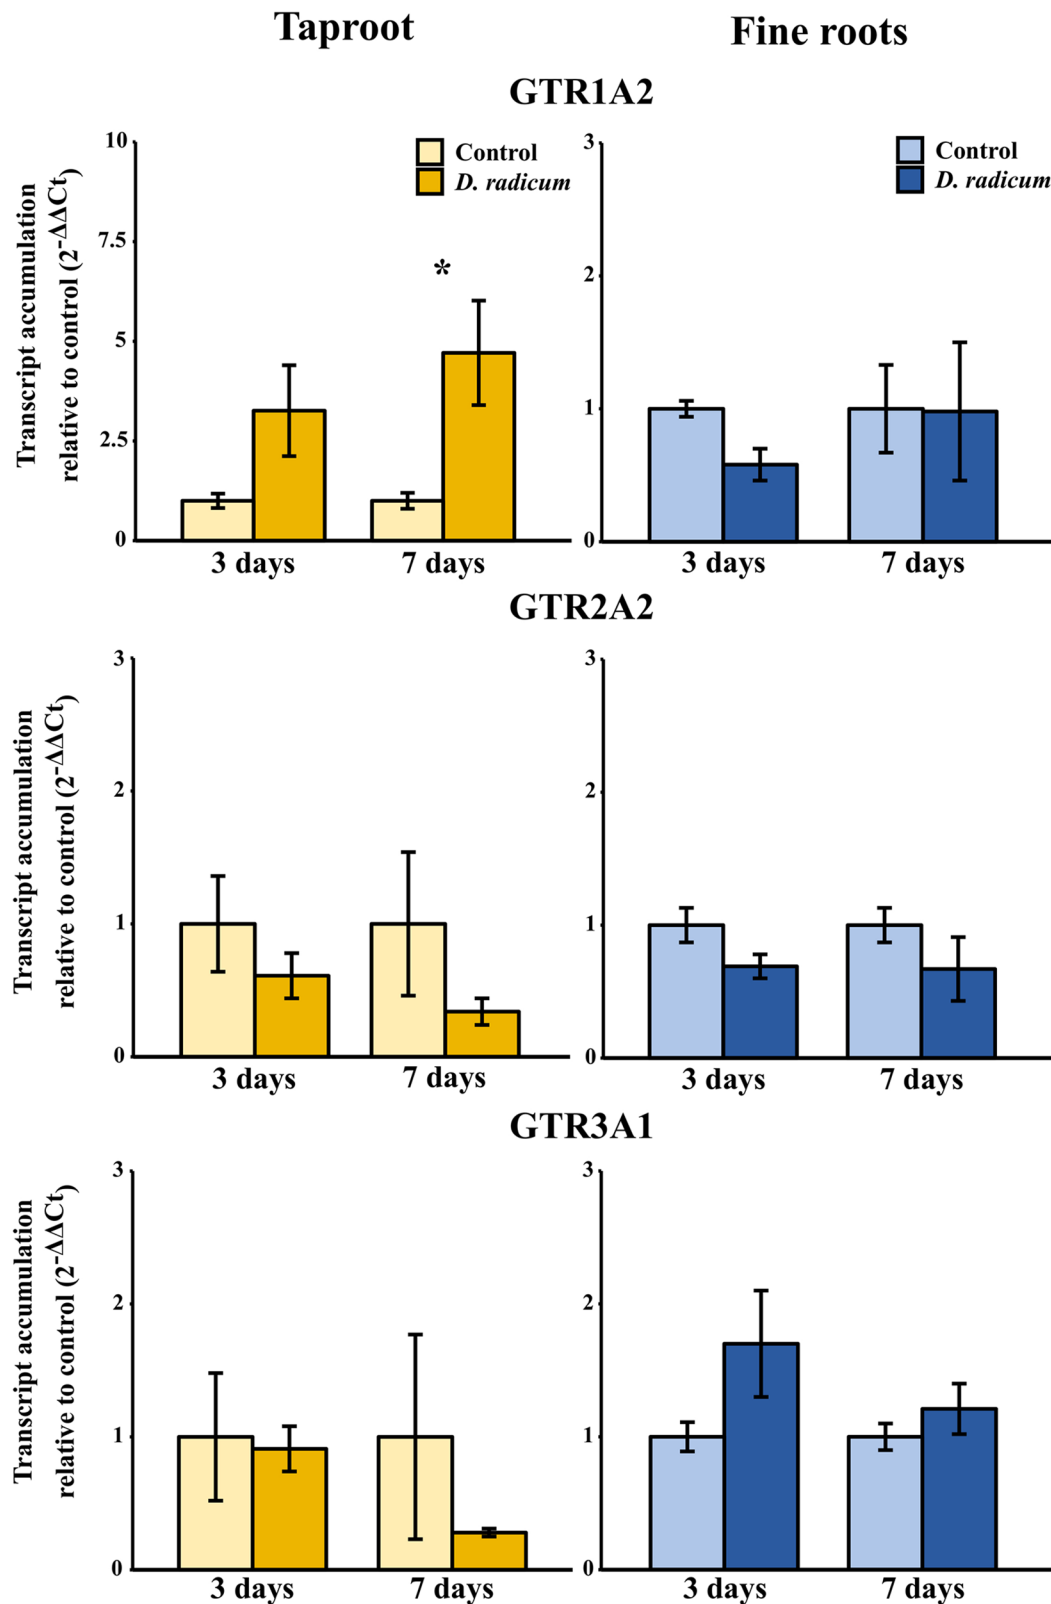 Taproot
Fine roots
GTR1A2
Transcript accumulation
relative to control (2^-ΔΔCt)
10
7.5
5
2.5
0
Control
D. radicum
*
3 days
7 days
3
2
1
0
Control
D. radicum
3 days
7 days
GTR2A2
Transcript accumulation
relative to control (2^-ΔΔCt)
3
2
1
0
3 days
7 days
3
2
1
0
3 days
7 days
GTR3A1
Transcript accumulation
relative to control (2^-ΔΔCt)
3
2
1
0
3 days
7 days
3
2
1
0
3 days
7 days